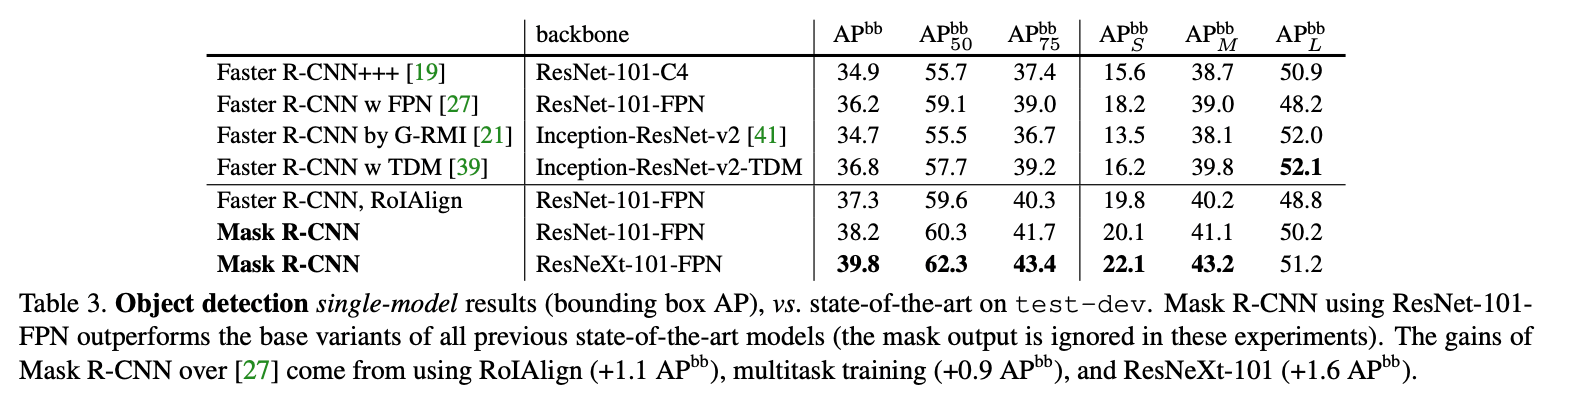 backbone AP^bb AP^bb_50 AP^bb_75 AP^bb_S AP^bb_M AP^bb_L
Faster R-CNN+++ [19] ResNet-101-C4 34.9 55.7 37.4 15.6 38.7 50.9
Faster R-CNN w FPN [27] ResNet-101-FPN 36.2 59.1 39.0 18.2 39.0 48.2
Faster R-CNN by G-RMI [21] Inception-ResNet-v2 [41] 34.7 55.5 36.7 13.5 38.1 52.0
Faster R-CNN w TDM [39] Inception-ResNet-v2-TDM 36.8 57.7 39.2 16.2 39.8 52.1
Faster R-CNN, RoIAlign ResNet-101-FPN 37.3 59.6 40.3 19.8 40.2 48.8
Mask R-CNN ResNet-101-FPN 38.2 60.3 41.7 20.1 41.1 50.2
Mask R-CNN ResNeXt-101-FPN 39.8 62.3 43.4 22.1 43.2 51.2
Table 3. Object detection single-model results (bounding box AP), vs. state-of-the-art on test-dev. Mask R-CNN using ResNet-101-
FPN outperforms the base variants of all previous state-of-the-art models (the mask output is ignored in these experiments). The gains of
Mask R-CNN over [27] come from using RoIAlign (+1.1 AP^bb), multitask training (+0.9 AP^bb), and ResNeXt-101 (+1.6 AP^bb).